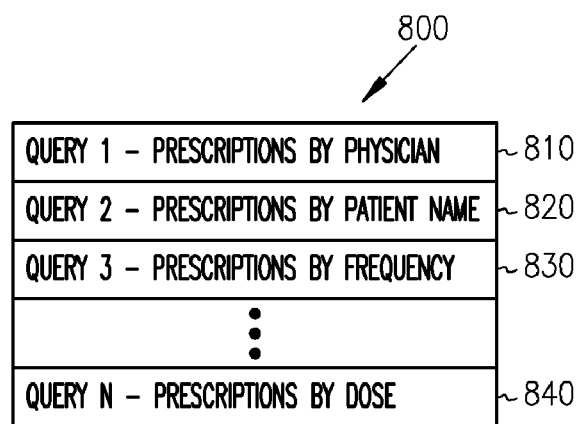 800
QUERY 1 – PRESCRIPTIONS BY PHYSICIAN 810
QUERY 2 – PRESCRIPTIONS BY PATIENT NAME 820
QUERY 3 – PRESCRIPTIONS BY FREQUENCY 830
QUERY N – PRESCRIPTIONS BY DOSE 840